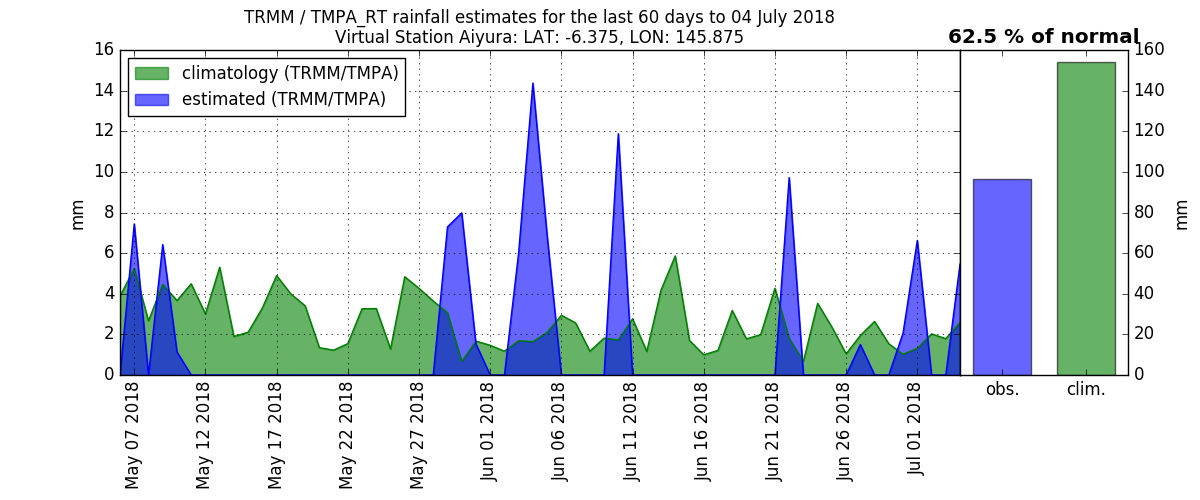 TRMM / TMPA_RT rainfall estimates for the last 60 days to 04 July 2018
Virtual Station Aiyura: LAT: -6.375, LON: 145.875
62.5 % of normal
climatology (TRMM/TMPA)
estimated (TRMM/TMPA)
mm
16
14
12
10
8
6
4
2
0
May 07 2018
May 12 2018
May 17 2018
May 22 2018
May 27 2018
Jun 01 2018
Jun 06 2018
Jun 11 2018
Jun 16 2018
Jun 21 2018
Jun 26 2018
Jul 01 2018
obs.
clim.
160
140
120
100
80
60
40
20
0
mm